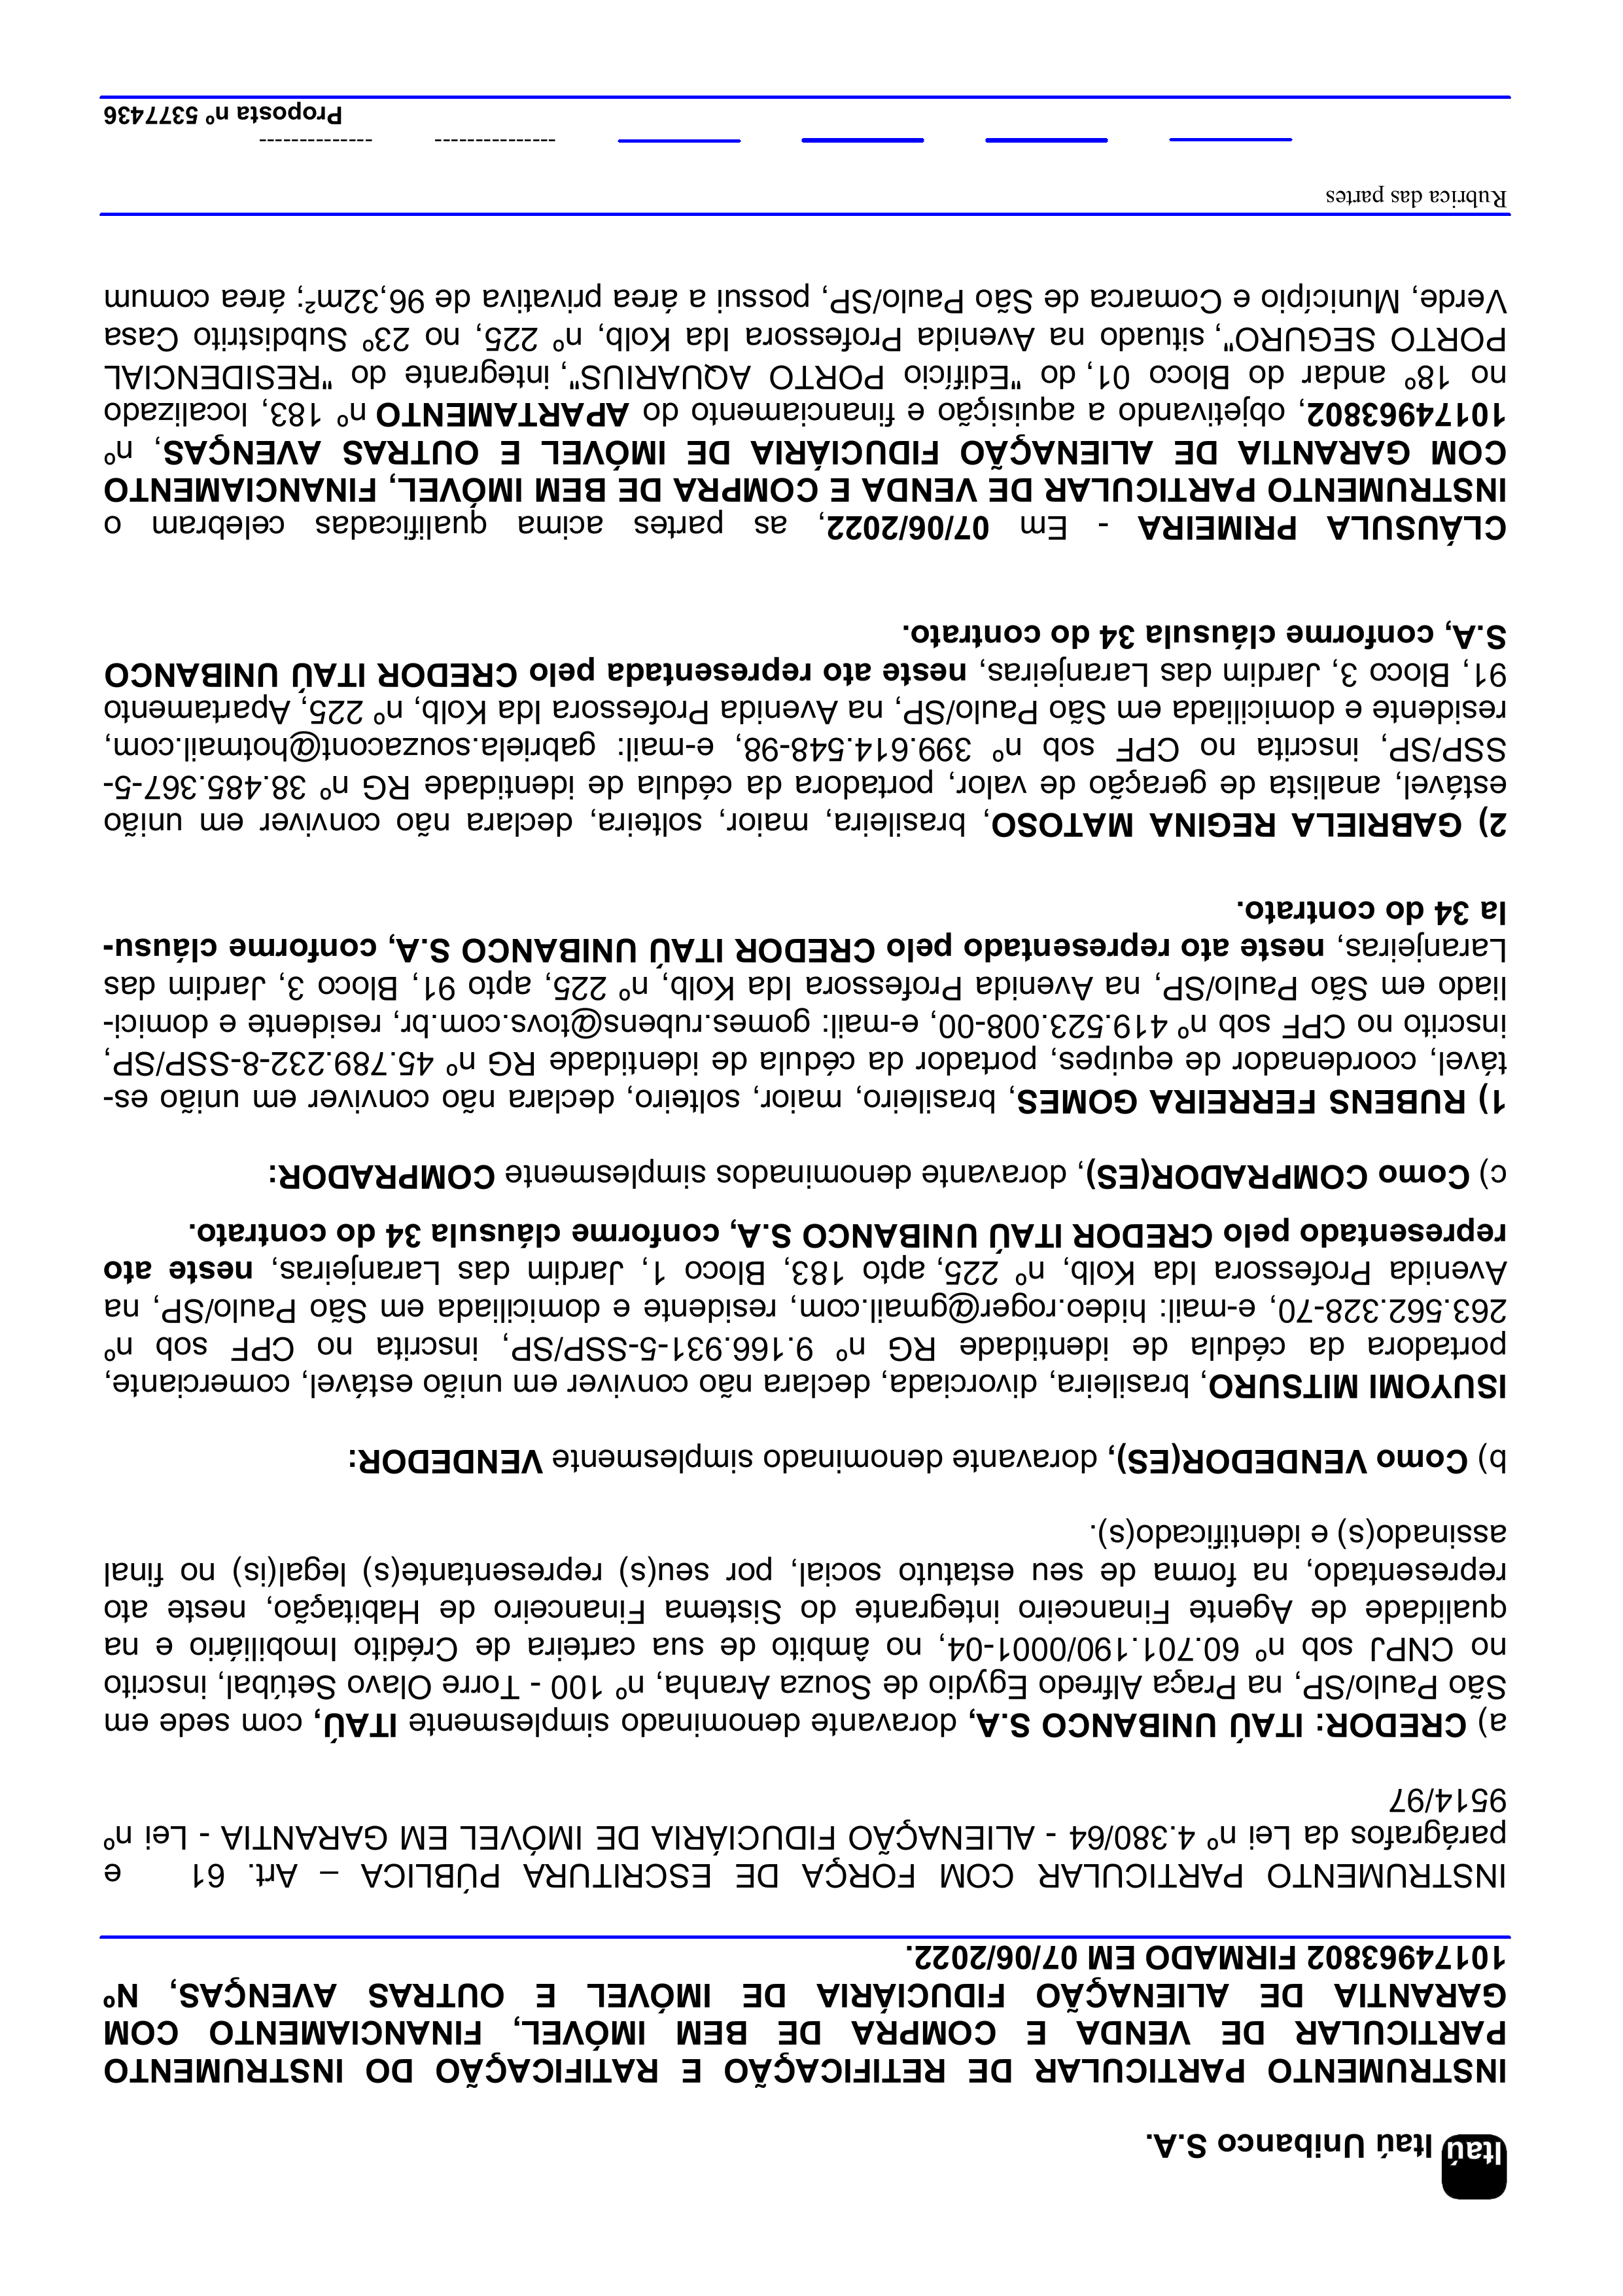 Itaú Itaú Unibanco S.A.
INSTRUMENTO PARTICULAR DE RETIFICAÇÃO E RATIFICAÇÃO DO INSTRUMENTO
PARTICULAR DE VENDA E COMPRA DE BEM IMÓVEL, FINANCIAMENTO COM
GARANTIA DE ALIENAÇÃO FIDUCIÁRIA DE IMÓVEL E OUTRAS AVENÇAS, Nº
10174963802 FIRMADO EM 07/06/2022.
INSTRUMENTO PARTICULAR COM FORÇA DE ESCRITURA PÚBLICA – Art. 61 e
parágrafos da Lei nº 4.380/64 - ALIENAÇÃO FIDUCIÁRIA DE IMÓVEL EM GARANTIA - Lei nº
9514/97
a) CREDOR: ITAÚ UNIBANCO S.A, doravante denominado simplesmente ITAÚ, com sede em
São Paulo/SP, na Praça Alfredo Egydio de Souza Aranha, nº 100 - Torre Olavo Setúbal, inscrito
no CNPJ sob nº 60.701.190/0001-04, no âmbito de sua carteira de Crédito Imobiliário e na
qualidade de Agente Financeiro integrante do Sistema Financeiro de Habitação, neste ato
representado, na forma de seu estatuto social, por seu(s) representante(s) legal(is) no final
assinado(s) e identificado(s).
b) Como VENDEDOR(ES), doravante denominado simplesmente VENDEDOR:
ISUYOMI MITSURO, brasileira, divorciada, declara não conviver em união estável, comerciante,
portadora da cédula de identidade RG nº 9.166.931-5-SSP/SP, inscrita no CPF sob nº
263.562.328-70, e-mail: hideo.roger@gmail.com, residente e domiciliada em São Paulo/SP, na
Avenida Professora Ida Kolb, nº 225, apto 183, Bloco 1, Jardim das Laranjeiras, neste ato
representado pelo CREDOR ITAÚ UNIBANCO S.A, conforme cláusula 34 do contrato.
c) Como COMPRADOR(ES), doravante denominados simplesmente COMPRADOR:
1) RUBENS FERREIRA GOMES, brasileiro, maior, solteiro, declara não conviver em união es-
tável, coordenador de equipes, portador da cédula de identidade RG nº 45.789.232-8-SSP/SP,
inscrito no CPF sob nº 419.523.008-00, e-mail: gomes.rubens@tovs.com.br, residente e domici-
liado em São Paulo/SP, na Avenida Professora Ida Kolb, nº 225, apto 91, Bloco 3, Jardim das
Laranjeiras, neste ato representado pelo CREDOR ITAÚ UNIBANCO S.A, conforme cláusu-
la 34 do contrato.
2) GABRIELA REGINA MATOSO, brasileira, maior, solteira, declara não conviver em união
estável, analista de geração de valor, portadora da cédula de identidade RG nº 38.485.367-5-
SSP/SP, inscrita no CPF sob nº 399.614.548-98, e-mail: gabriela.souzacont@hotmail.com,
residente e domiciliada em São Paulo/SP, na Avenida Professora Ida Kolb, nº 225, Apartamento
91, Bloco 3, Jardim das Laranjeiras, neste ato representada pelo CREDOR ITAÚ UNIBANCO
S.A, conforme cláusula 34 do contrato.
CLÁUSULA PRIMEIRA - Em 07/06/2022, as partes acima qualificadas celebram o
INSTRUMENTO PARTICULAR DE VENDA E COMPRA DE BEM IMÓVEL, FINANCIAMENTO
COM GARANTIA DE ALIENAÇÃO FIDUCIÁRIA DE IMÓVEL E OUTRAS AVENÇAS, nº
10174963802, objetivando a aquisição e financiamento do APARTAMENTO nº 183, localizado
no 18º andar do Bloco 01, do "Edifício PORTO AQUARIUS", integrante do "RESIDENCIAL
PORTO SEGURO", situado na Avenida Professora Ida Kolb, nº 225, no 23º Subdistrito Casa
Verde, Município e Comarca de São Paulo/SP, possui a área privativa de 96,32m²; área comum
Rubrica das partes
Proposta nº 5377436